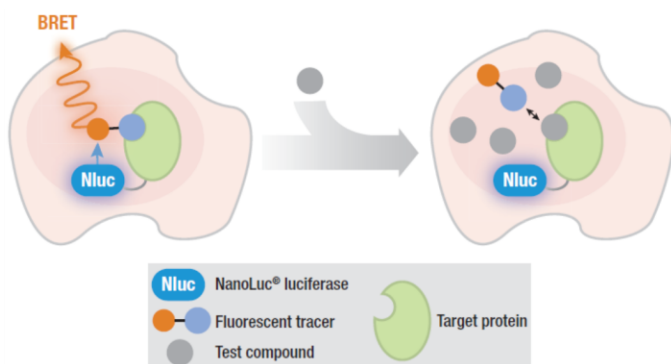 BRET
Nluc
Nluc
Nluc NanoLuc® luciferase
Fluorescent tracer
Target protein
Test compound